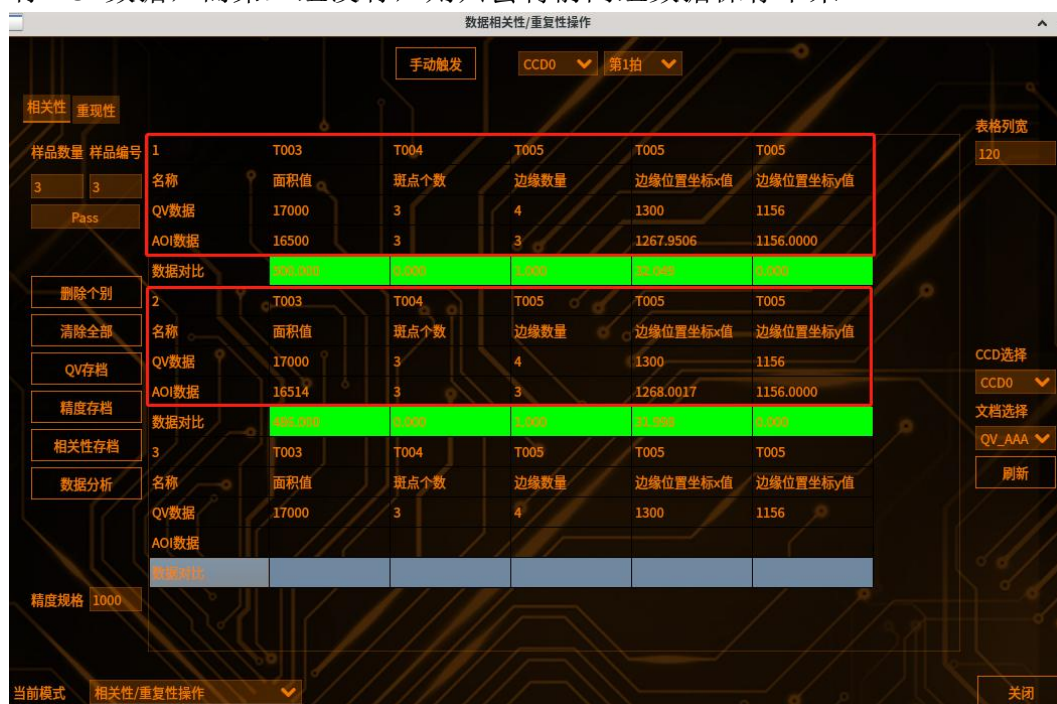 数据相关性/重复性操作
手动触发 CCD0 第1拍
相关性 重现性
表格列宽
120
样品数量 样品编号
3 3
Pass
1 T003 T004 T005 T005 T005
名称 面积值 斑点个数 边缘数量 边缘位置坐标x值 边缘位置坐标y值
QV数据 17000 3 4 1300 1156
AOI数据 16500 3 3 1267.9506 1156.0000
数据对比 500.000 0.000 1.000 32.049 0.000
2 T003 T004 T005 T005 T005
名称 面积值 斑点个数 边缘数量 边缘位置坐标x值 边缘位置坐标y值
QV数据 17000 3 4 1300 1156
AOI数据 16514 3 3 1268.0017 1156.0000
数据对比 486.000 0.000 1.000 31.998 0.000
3 T003 T004 T005 T005 T005
名称 面积值 斑点个数 边缘数量 边缘位置坐标x值 边缘位置坐标y值
QV数据 17000 3 4 1300 1156
AOI数据
数据对比
删除个别
清除全部
QV存档
精度存档
相关性存档
数据分析
CCD选择
CCD0
文档选择
QV_AAA
刷新
精度规格 1000
当前模式 相关性/重复性操作
关闭